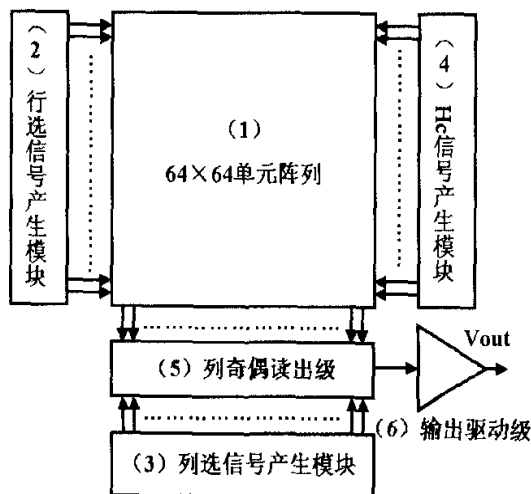 （2）行选信号产生模块
（1）
64×64单元阵列
（4）Hc信号产生模块
（5）列奇偶读出级
Vout
（6）输出驱动级
（3）列选信号产生模块